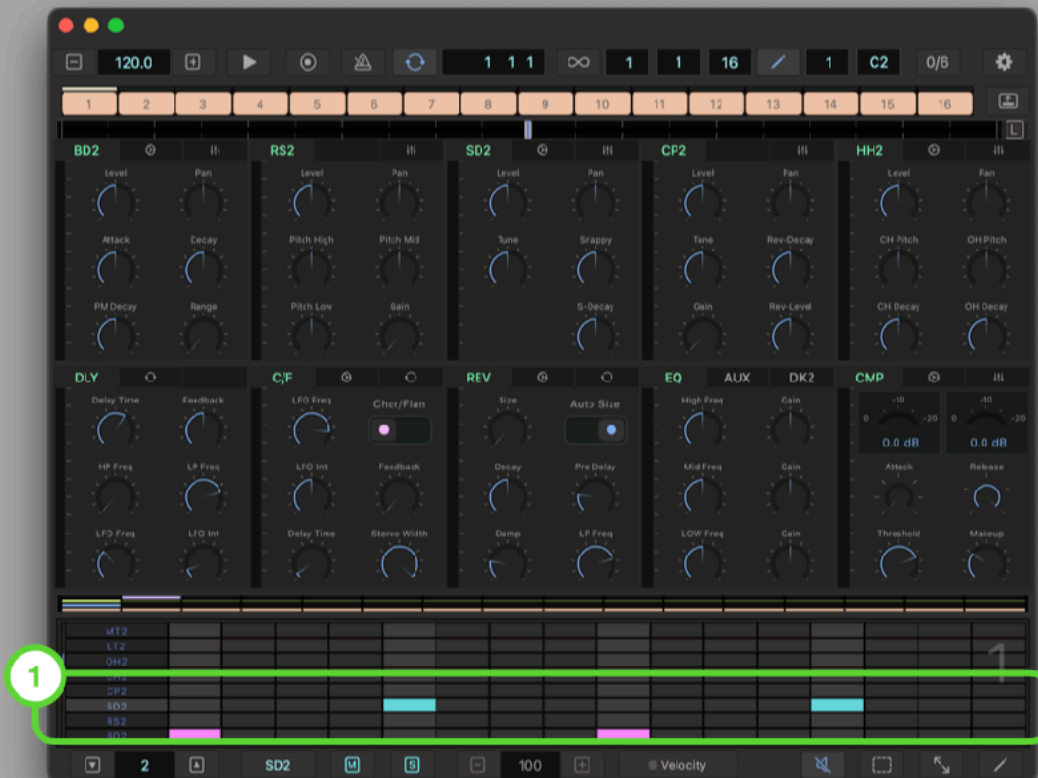 120.0 1 1 1 1 1 16 1 C2 0/6
1 2 3 4 5 6 7 8 9 10 11 12 13 14 15 16
L
BD2 RS2 SD2 CP2 HH2
Level Pan Level Pan Level Pan Level Pan Level Pan
Attack Decay Pitch High Pitch Mid Tune Snappy Tone Rev-Decay CH Pitch OH Pitch
PM Decay Range Pitch Low Gain S-Decay Gain Rev-Level CH Decay OH Decay
DLY C/F REV EQ AUX DK2 CMP
Delay Time Feedback LFO Freq Chor/Flan Size Auto Size High Freq Gain -10 -10
0 -20 0 -20
0.0 dB 0.0 dB
HP Freq LP Freq LFO Int Feedback Decay Pre Delay Mid Freq Gain Attack Release
LFO Freq LFO Int Delay Time Stereo Width Damp LP Freq LOW Freq Gain Threshold Makeup
MT2
LT2
OH2
1
CH2
1
CP2
SD2
RS2
BD2
2 SD2 M S 100 Velocity